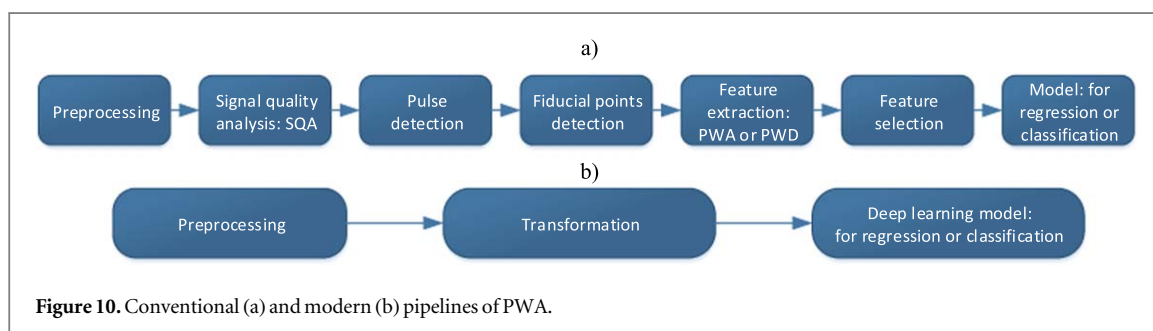 a)
Preprocessing
Signal quality
analysis: SQA
Pulse
detection
Fiducial points
detection
Feature
extraction:
PWA or PWD
Feature
selection
Model: for
regression or
classification
b)
Preprocessing
Transformation
Deep learning model:
for regression or classification
Figure 10. Conventional (a) and modern (b) pipelines of PWA.